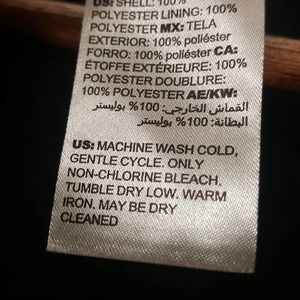 US: SHELL: 100%
POLYESTER LINING: 100%
POLYESTER MX: TELA
EXTERIOR: 100% poliéster
FORRO: 100% poliéster CA:
ÉTOFFE EXTÉRIEURE: 100%
POLYESTER DOUBLURE:
100% POLYESTER AE/KW:
القماش الخارجي: 100% بوليستر
البطانة: 100% بوليستر
US: MACHINE WASH COLD,
GENTLE CYCLE. ONLY
NON-CHLORINE BLEACH.
TUMBLE DRY LOW. WARM
IRON. MAY BE DRY
CLEANED